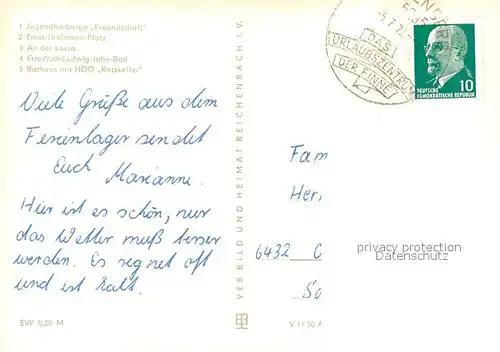 1 Jugendherberge „Freundschaft"
2 Ernst-Thälmann-Platz
3 An der Lossa
4 Friedrich-Ludwig-Jahn-Bad
5 Rathaus mit HOG „Ratskeller"
Viele Grüße aus dem
Ferienlager sendet
Euch
Marianne.
Hier ist es schön, nur
das Wetter muß besser
werden. Es regnet oft
und ist kalt.
EVP 0,20 M
VEB BILD UND HEIMAT REICHENBACH I. V.
DAS
URLAUBSZENTRUM
DER FINNE
10
DEUTSCHE
DEMOKRATISCHE REPUBLIK
Fam
Her
6432
privacy protection
Datenschutz
So
V 11 50 A